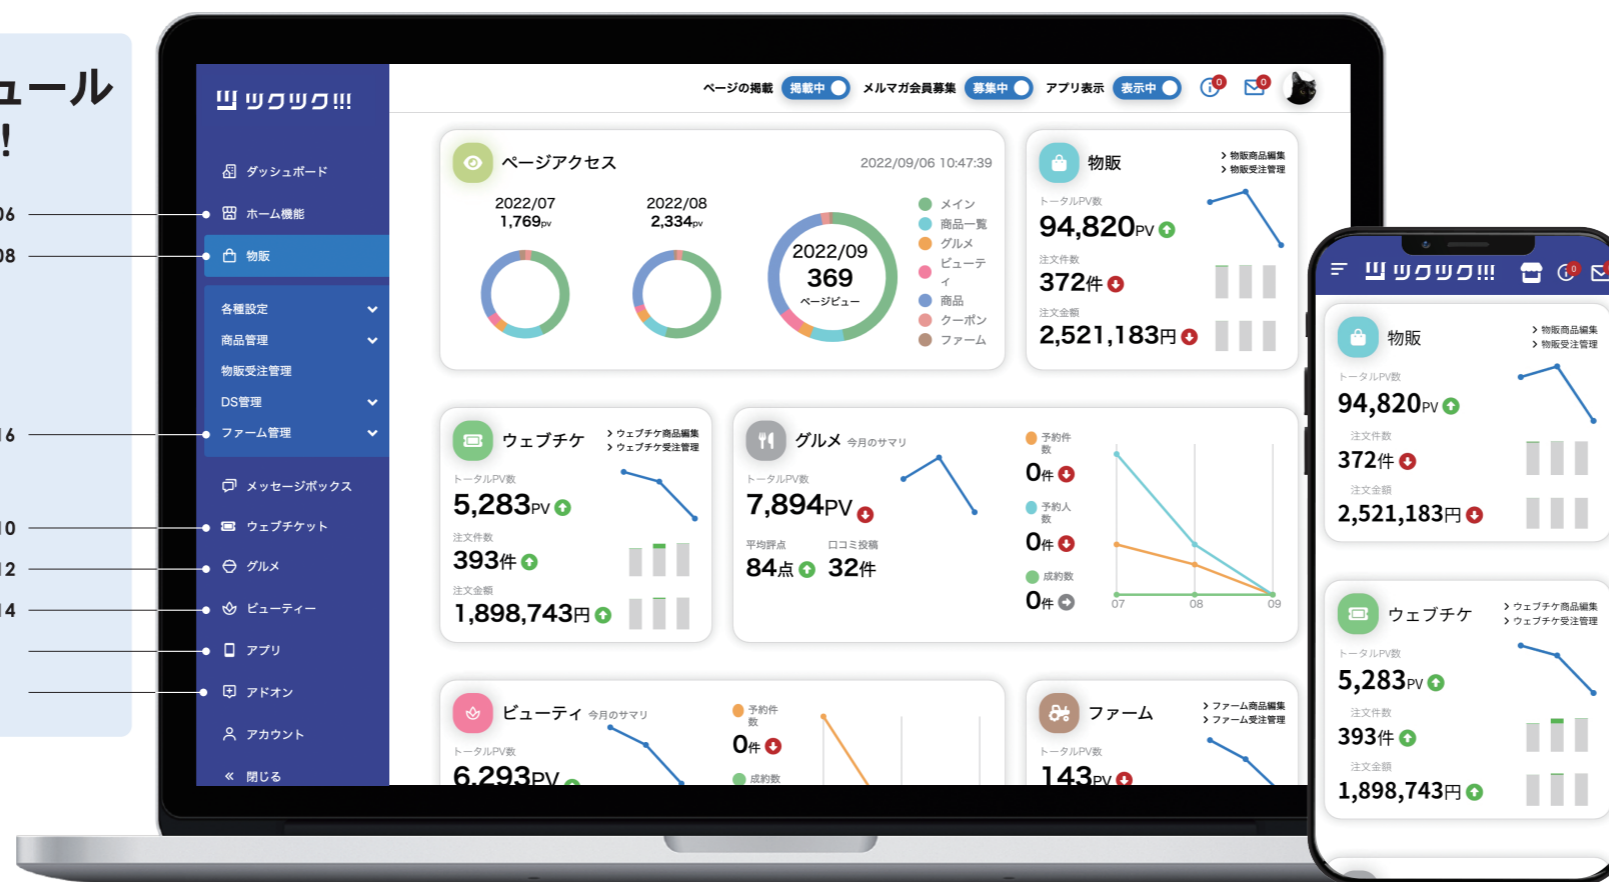 ュール
!
06
08
16
10
12
14
ツクツク!!!
ダッシュボード
ホーム機能
物販
各種設定
商品管理
物販受注管理
DS管理
ファーム管理
メッセージボックス
ウェブチケット
グルメ
ビューティー
アプリ
アドオン
アカウント
« 閉じる
ページの掲載 掲載中 メルマガ会員募集 募集中 アプリ表示 表示中 0 0
ページアクセス 2022/09/06 10:47:39
2022/07
1,769pv
2022/08
2,334pv
2022/09
369
ページビュー
メイン
商品一覧
グルメ
ビューテ
ィ
商品
クーポン
ファーム
物販
> 物販商品編集
> 物販受注管理
トータルPV数
94,820PV
注文件数
372件
注文金額
2,521,183円
ウェブチケ
> ウェブチケ商品編集
> ウェブチケ受注管理
トータルPV数
5,283PV
注文件数
393件
注文金額
1,898,743円
グルメ 今月のサマリ
トータルPV数
7,894PV
平均評点 口コミ投稿
84点 32件
予約件
数
0件
予約人
数
0件
成約数
0件
07 08 09
ビューティ 今月のサマリ
トータルPV数
6,293PV
予約件
数
0件
成約数
ファーム
> ファーム商品編集
> ファーム受注管理
トータルPV数
143PV
ツクツク!!! 0
物販
> 物販商品編集
> 物販受注管理
トータルPV数
94,820PV
注文件数
372件
注文金額
2,521,183円
ウェブチケ
> ウェブチケ商品編集
> ウェブチケ受注管理
トータルPV数
5,283PV
注文件数
393件
注文金額
1,898,743円